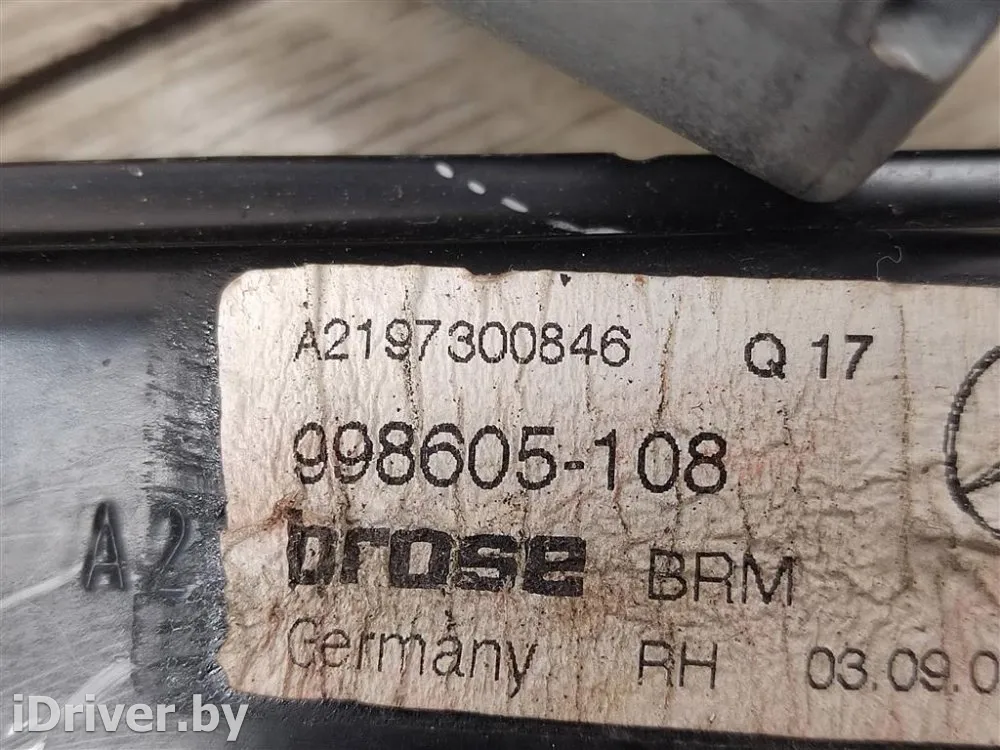 A2197300846 Q 17
998605-108
brose BRM
A2
Germany RH 03.09.0
iDriver.by